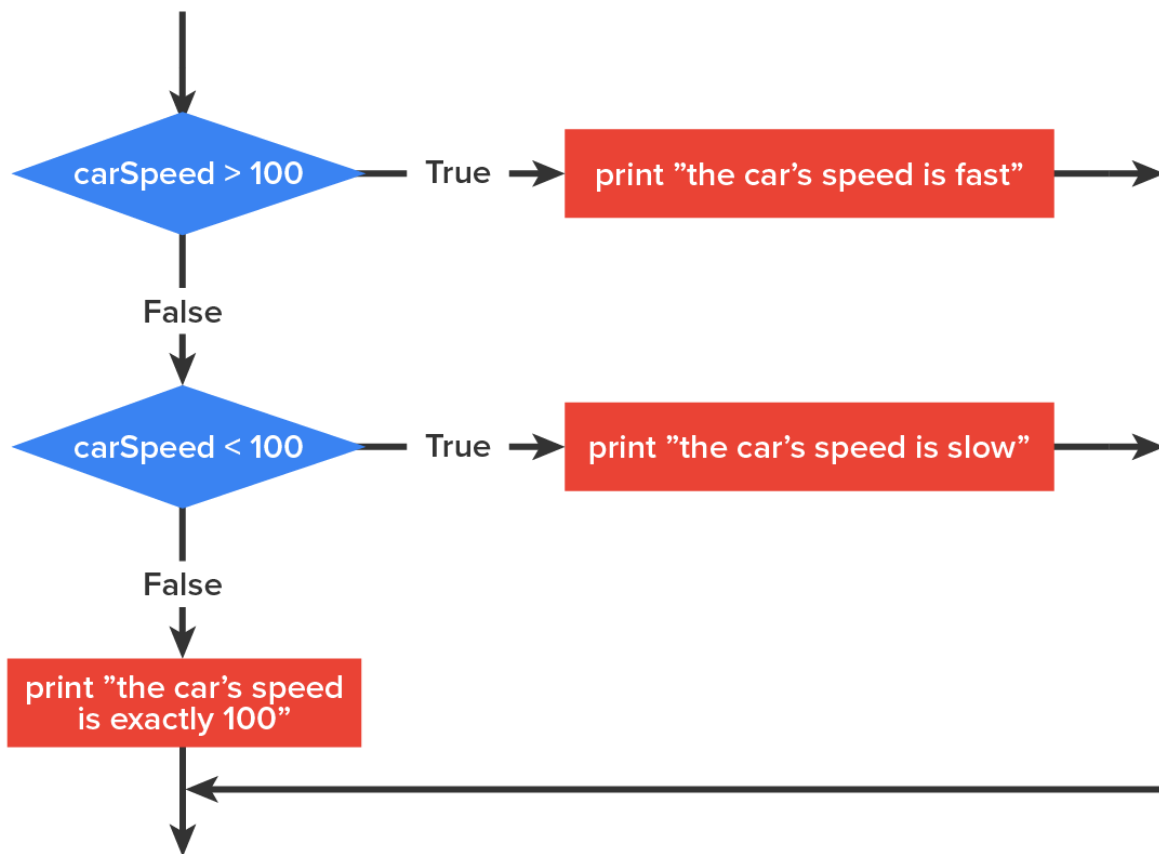 carSpeed > 100
True
print ”the car’s speed is fast”
False
carSpeed < 100
True
print ”the car’s speed is slow”
False
print ”the car’s speed
is exactly 100”